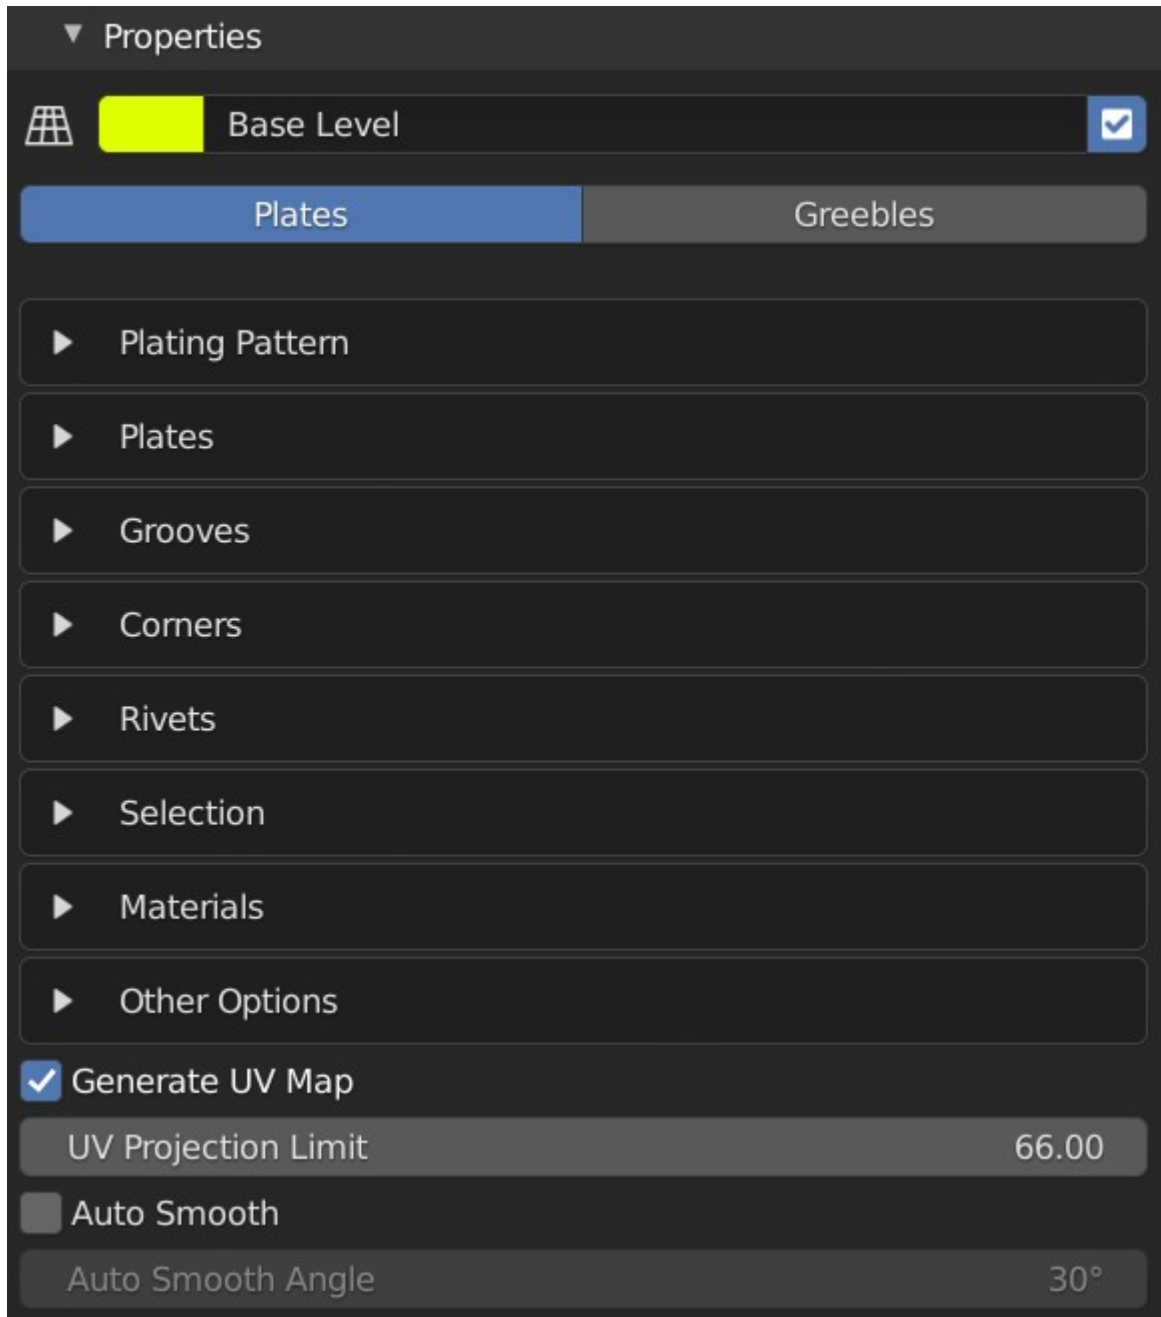 Properties
Base Level
Plates Greebles
Plating Pattern
Plates
Grooves
Corners
Rivets
Selection
Materials
Other Options
Generate UV Map
UV Projection Limit 66.00
Auto Smooth
Auto Smooth Angle 30°